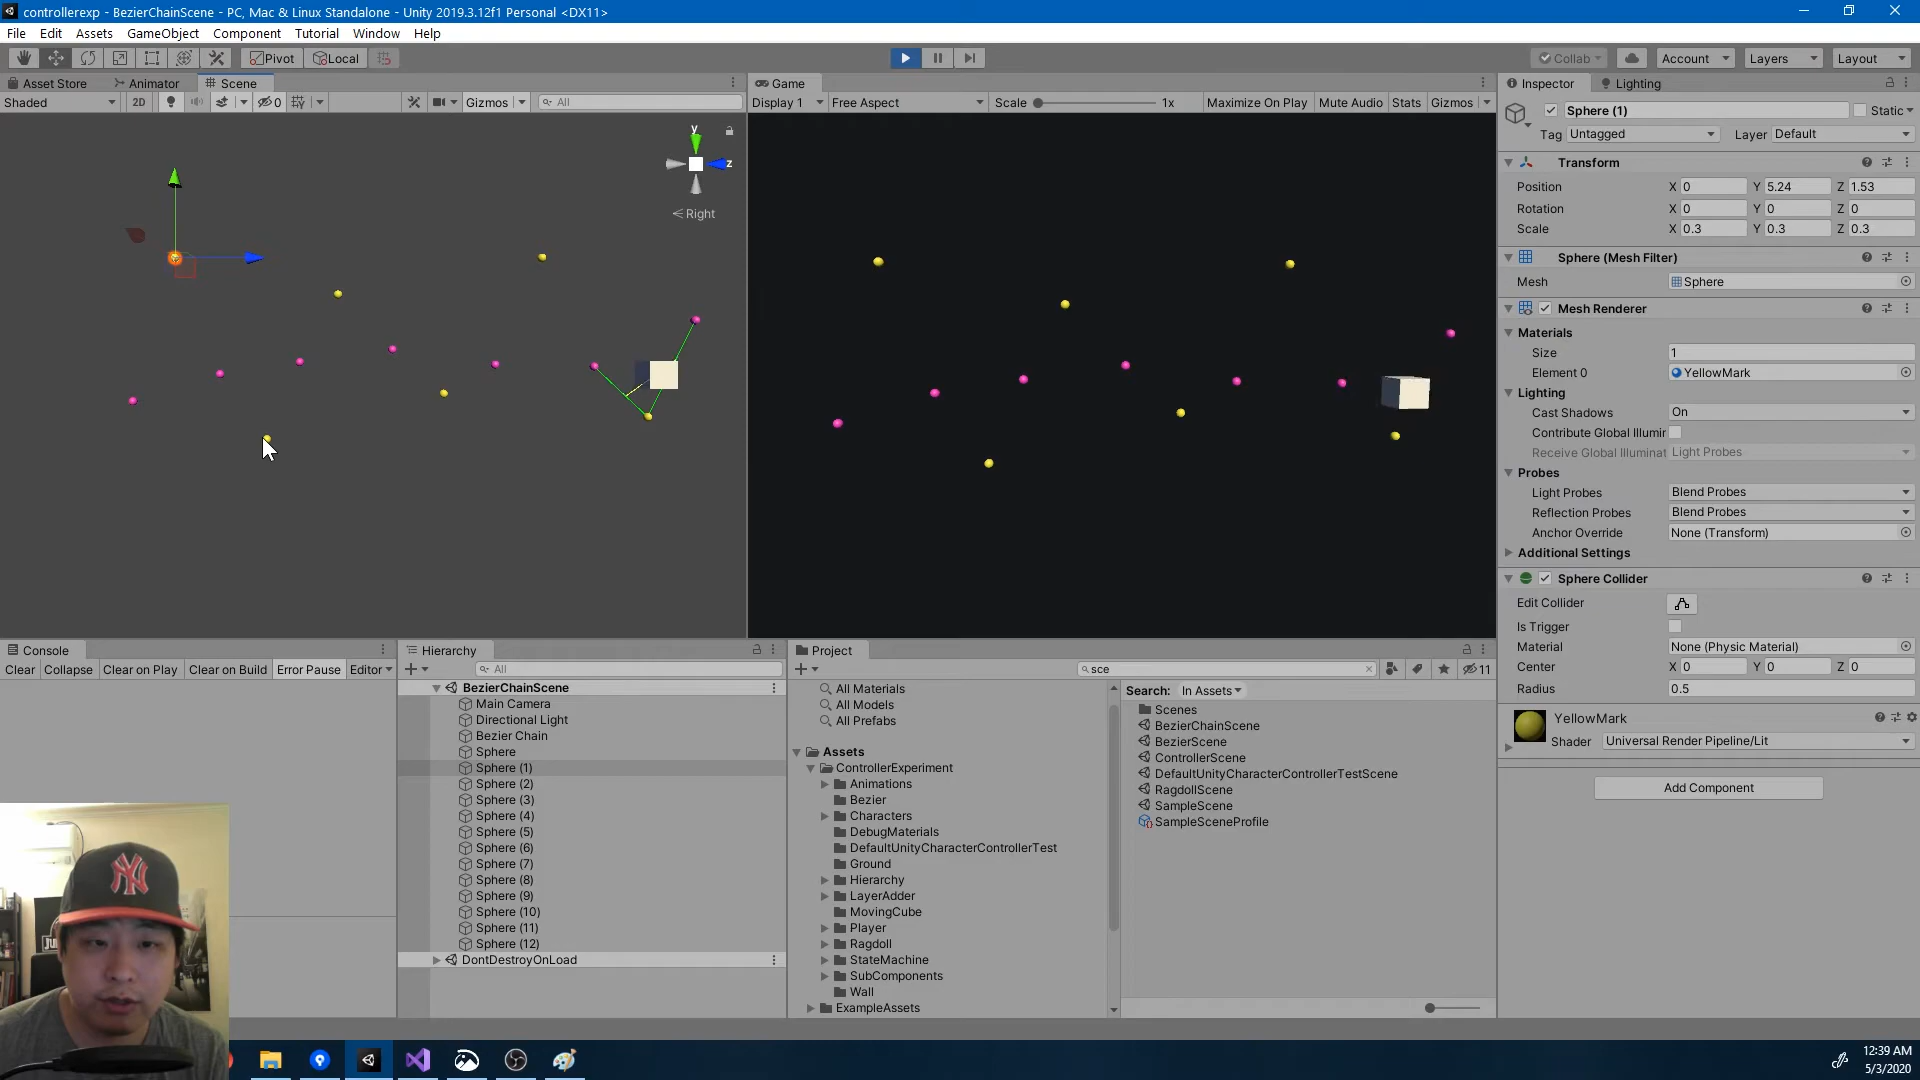 controllerexp - BezierChainScene - PC, Mac & Linux Standalone - Unity 2019.3.12f1 Personal <DX11>
File Edit Assets GameObject Component Tutorial Window Help
Pivot Local Collab Account Layers Layout
Asset Store Animator Scene
Shaded 2D 0 Gizmos All
y
z
Right
Game
Display 1 Free Aspect Scale 1x Maximize On Play Mute Audio Stats Gizmos
Inspector Lighting
Sphere (1) Static
Tag Untagged Layer Default
Transform
Position X 0 Y 5.24 Z 1.53
Rotation X 0 Y 0 Z 0
Scale X 0.3 Y 0.3 Z 0.3
Sphere (Mesh Filter)
Mesh Sphere
Mesh Renderer
Materials
Size 1
Element 0 YellowMark
Lighting
Cast Shadows On
Contribute Global Illumir
Receive Global Illuminat Light Probes
Probes
Light Probes Blend Probes
Reflection Probes Blend Probes
Anchor Override None (Transform)
Additional Settings
Sphere Collider
Edit Collider
Is Trigger
Material None (Physic Material)
Center X 0 Y 0 Z 0
Radius 0.5
YellowMark
Shader Universal Render Pipeline/Lit
Add Component
Console
Clear Collapse Clear on Play Clear on Build Error Pause Editor
Hierarchy
All
BezierChainScene
Main Camera
Directional Light
Bezier Chain
Sphere
Sphere (1)
Sphere (2)
Sphere (3)
Sphere (4)
Sphere (5)
Sphere (6)
Sphere (7)
Sphere (8)
Sphere (9)
Sphere (10)
Sphere (11)
Sphere (12)
DontDestroyOnLoad
Project
sce 11
All Materials
All Models
All Prefabs
Assets
ControllerExperiment
Animations
Bezier
Characters
DebugMaterials
DefaultUnityCharacterControllerTest
Ground
Hierarchy
LayerAdder
MovingCube
Player
Ragdoll
StateMachine
SubComponents
Wall
ExampleAssets
Search: In Assets
Scenes
BezierChainScene
BezierScene
ControllerScene
DefaultUnityCharacterControllerTestScene
RagdollScene
SampleScene
SampleSceneProfile
12:39 AM
5/3/2020